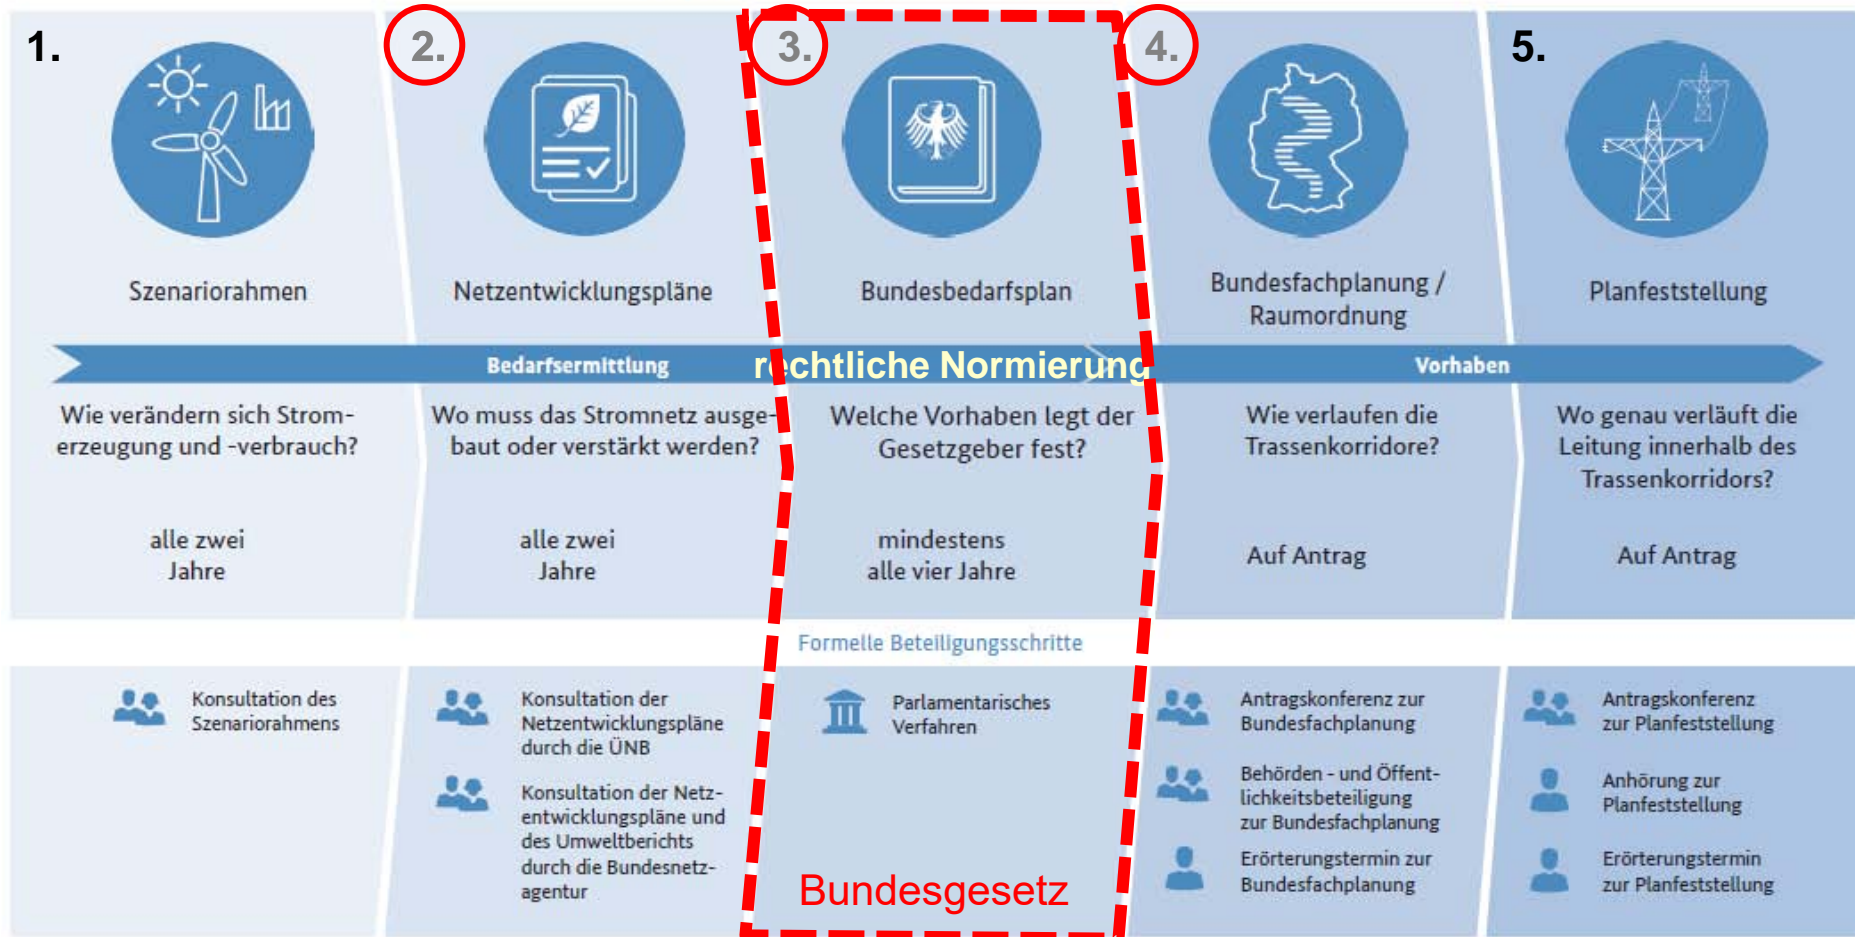 1.
2.
3.
4.
5.
Szenariorahmen
Netzentwicklungspläne
Bundesbedarfsplan
Bundesfachplanung /
Raumordnung
Planfeststellung
Bedarfsermittlung
rechtliche Normierung
Vorhaben
Wie verändern sich Strom-
erzeugung und -verbrauch?
Wo muss das Stromnetz ausge-
baut oder verstärkt werden?
Welche Vorhaben legt der
Gesetzgeber fest?
Wie verlaufen die
Trassenkorridore?
Wo genau verläuft die
Leitung innerhalb des
Trassenkorridors?
alle zwei
Jahre
alle zwei
Jahre
mindestens
alle vier Jahre
Auf Antrag
Auf Antrag
Formelle Beteiligungsschritte
Konsultation des
Szenariorahmens
Konsultation der
Netzentwicklungspläne
durch die ÜNB
Konsultation der Netz-
entwicklungspläne und
des Umweltberichts
durch die Bundesnetz-
agentur
Parlamentarisches
Verfahren
Bundesgesetz
Antragskonferenz zur
Bundesfachplanung
Behörden - und Öffent-
lichkeitsbeteiligung
zur Bundesfachplanung
Erörterungstermin zur
Bundesfachplanung
Antragskonferenz
zur Planfeststellung
Anhörung zur
Planfeststellung
Erörterungstermin
zur Planfeststellung